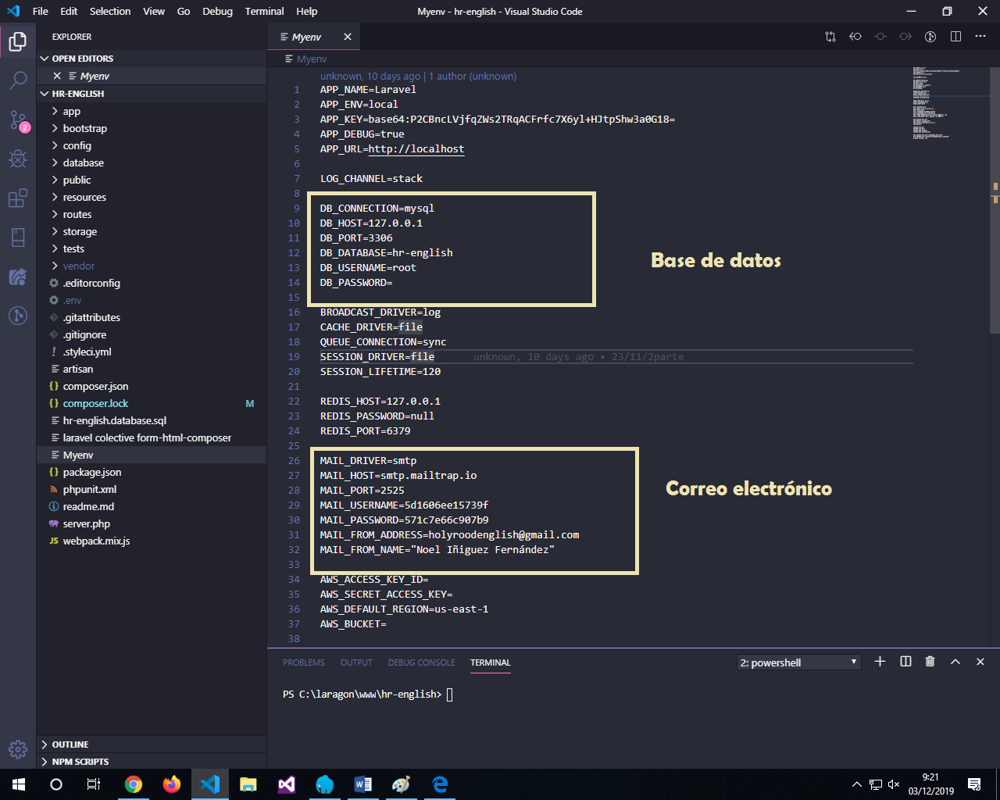 File Edit Selection View Go Debug Terminal Help
Myenv - hr-english - Visual Studio Code
EXPLORER
OPEN EDITORS
Myenv
HR-ENGLISH
app
bootstrap
config
database
public
resources
routes
storage
tests
vendor
.editorconfig
.env
.gitattributes
.gitignore
.styleci.yml
artisan
composer.json
composer.lock M
hr-english.database.sql
laravel colective form-html-composer
Myenv
package.json
phpunit.xml
readme.md
server.php
webpack.mix.js
OUTLINE
NPM SCRIPTS
2
Myenv
Myenv
unknown, 10 days ago | 1 author (unknown)
1 APP_NAME=Laravel
2 APP_ENV=local
3 APP_KEY=base64:P2CBncLVjfqZWs2TRqACFrfc7X6yl+HJtpShw3a0G18=
4 APP_DEBUG=true
5 APP_URL=http://localhost
6
7 LOG_CHANNEL=stack
8
9 DB_CONNECTION=mysql
10 DB_HOST=127.0.0.1
11 DB_PORT=3306
12 DB_DATABASE=hr-english
13 DB_USERNAME=root
14 DB_PASSWORD=
15
Base de datos
16 BROADCAST_DRIVER=log
17 CACHE_DRIVER=file
18 QUEUE_CONNECTION=sync
19 SESSION_DRIVER=file unknown, 10 days ago • 23/11/2parte
20 SESSION_LIFETIME=120
21
22 REDIS_HOST=127.0.0.1
23 REDIS_PASSWORD=null
24 REDIS_PORT=6379
25
26 MAIL_DRIVER=smtp
27 MAIL_HOST=smtp.mailtrap.io
28 MAIL_PORT=2525
29 MAIL_USERNAME=5d1606ee15739f
30 MAIL_PASSWORD=571c7e66c907b9
31 MAIL_FROM_ADDRESS=holyroodenglish@gmail.com
32 MAIL_FROM_NAME="Noel Iñiguez Fernández"
33
Correo electrónico
34 AWS_ACCESS_KEY_ID=
35 AWS_SECRET_ACCESS_KEY=
36 AWS_DEFAULT_REGION=us-east-1
37 AWS_BUCKET=
38
PROBLEMS OUTPUT DEBUG CONSOLE TERMINAL
2: powershell
PS C:\laragon\www\hr-english>
9:21
03/12/2019